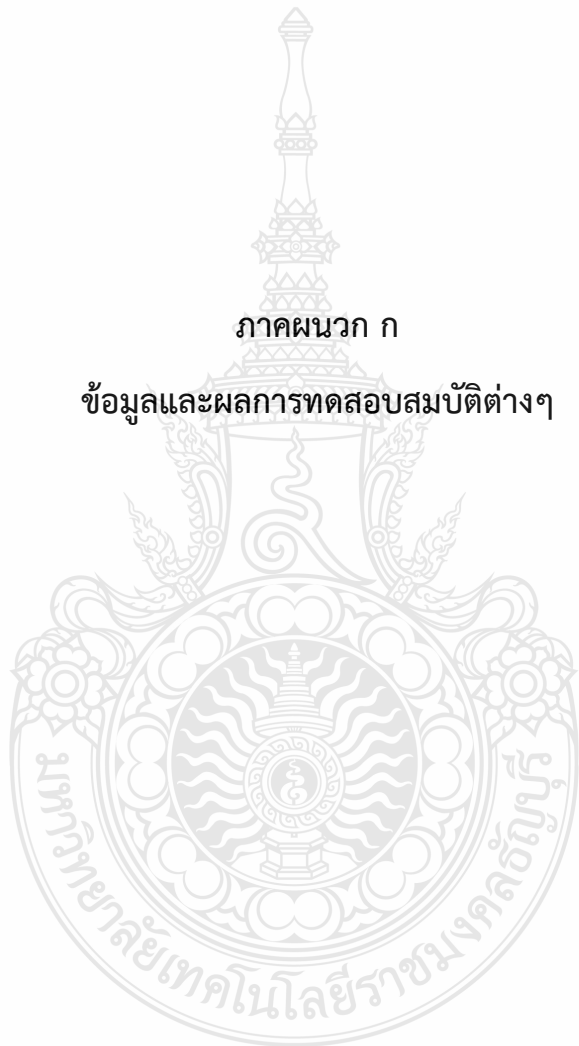 ภาคผนวก ก
ข้อมูลและผลการทดสอบสมบัติต่างๆ
มหาวิทยาลัยเทคโนโลยีราชมงคลธัญบุรี